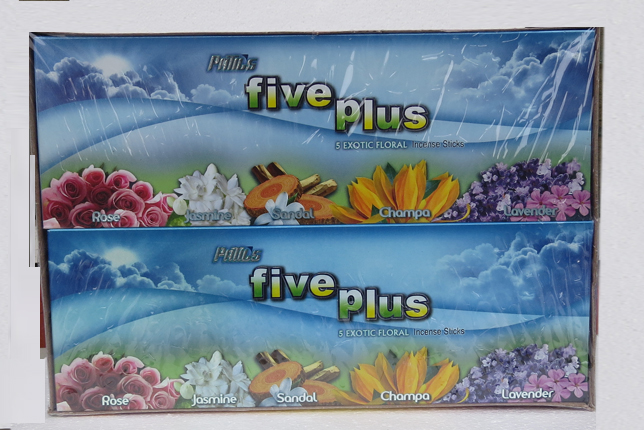 five plus
5 EXOTIC FLORAL Incense Sticks
Rose Jasmine Sandal Champa Lavender
five plus
5 EXOTIC FLORAL Incense Sticks
Rose Jasmine Sandal Champa Lavender